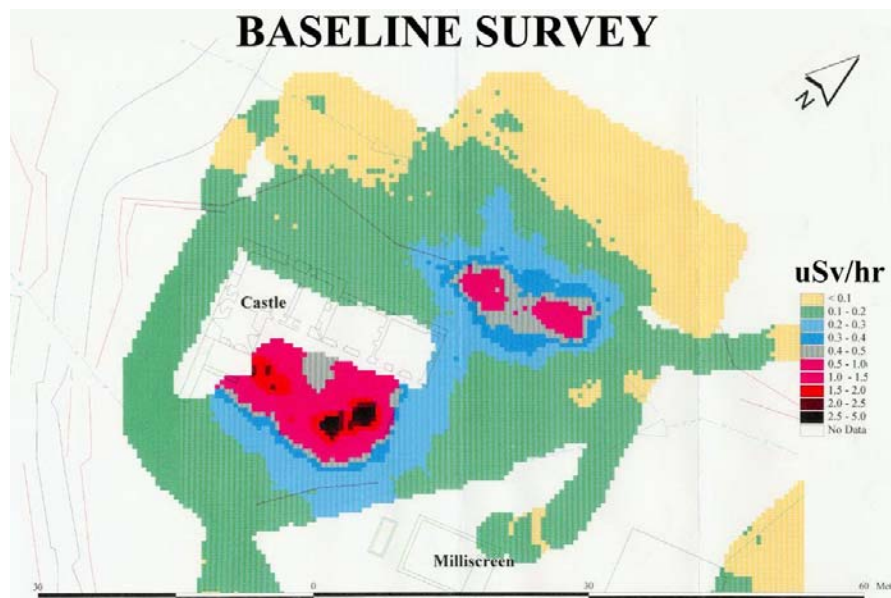 BASELINE SURVEY
N
Castle
uSv/hr
< 0.1
0.1 - 0.2
0.2 - 0.3
0.3 - 0.4
0.4 - 0.5
0.5 - 1.0
1.0 - 1.5
1.5 - 2.0
2.0 - 2.5
2.5 - 5.0
No Data
Milliscreen
30 0 30 60 Met